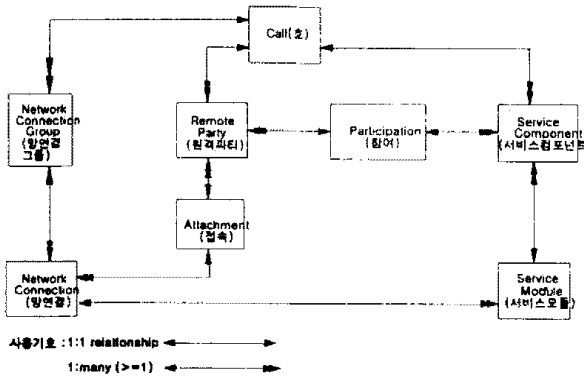 Call(호)
Network
Connection
Group
(망연결
그룹)
Remote
Party
(원격파티)
Participation
(참여)
Service
Component
(서비스컴포넌트)
Attachment
(접속)
Network
Connection
(망연결)
Service
Module
(서비스모듈)
사용기호 :1:1 relationship
1:many (>=1)